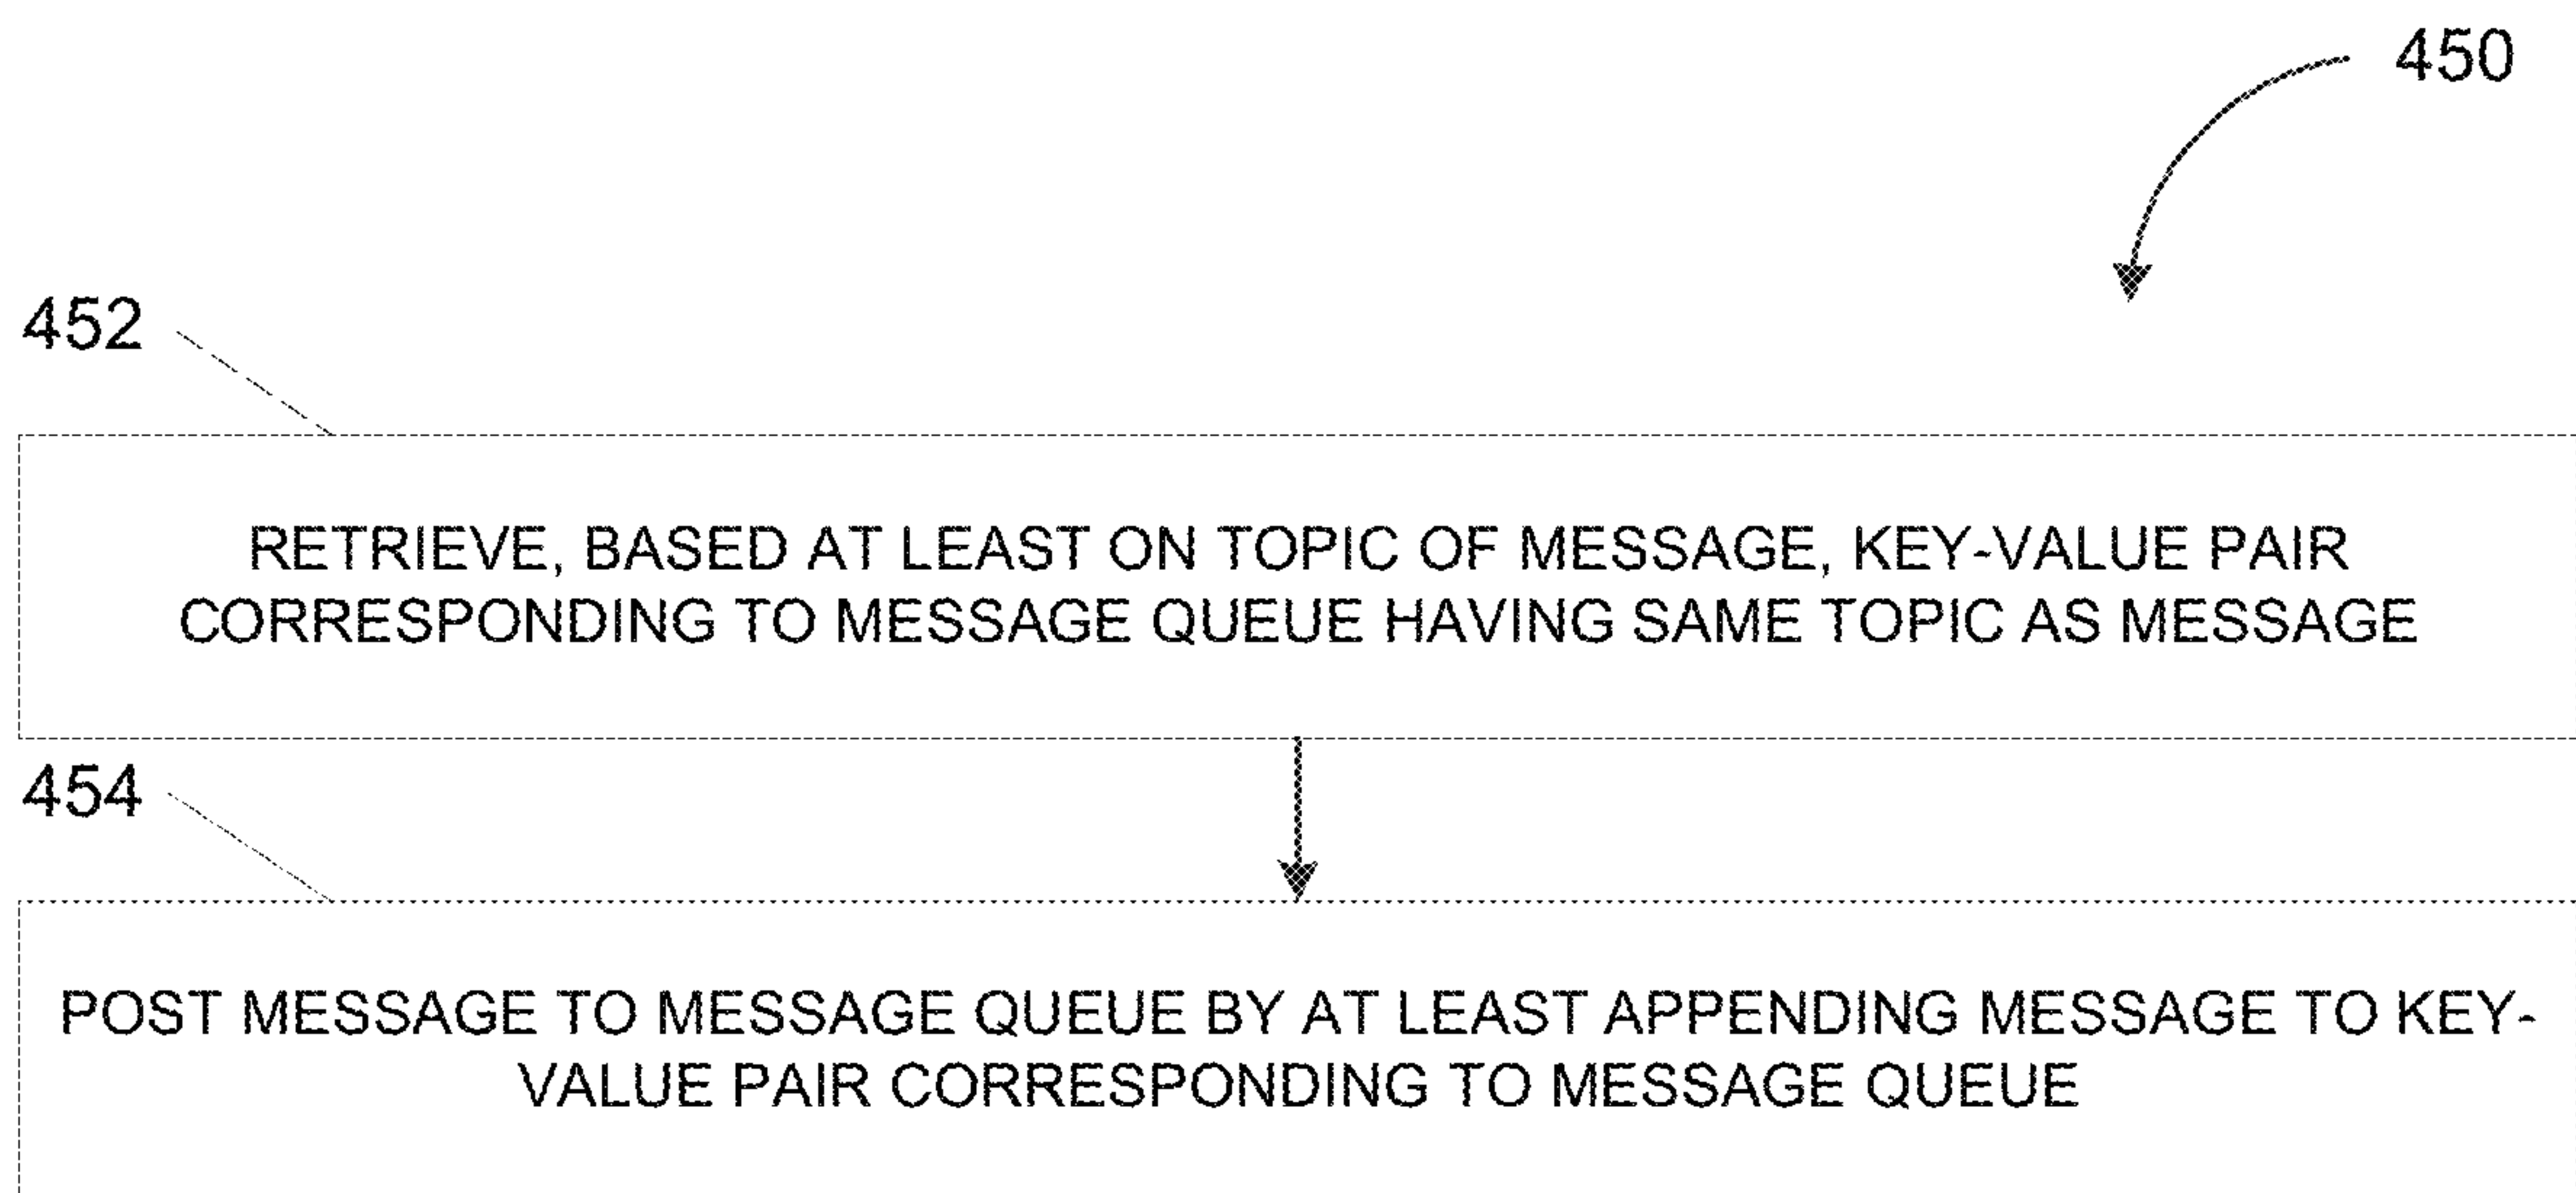 450
452
RETRIEVE, BASED AT LEAST ON TOPIC OF MESSAGE, KEY-VALUE PAIR
CORRESPONDING TO MESSAGE QUEUE HAVING SAME TOPIC AS MESSAGE
454
POST MESSAGE TO MESSAGE QUEUE BY AT LEAST APPENDING MESSAGE TO KEY-
VALUE PAIR CORRESPONDING TO MESSAGE QUEUE